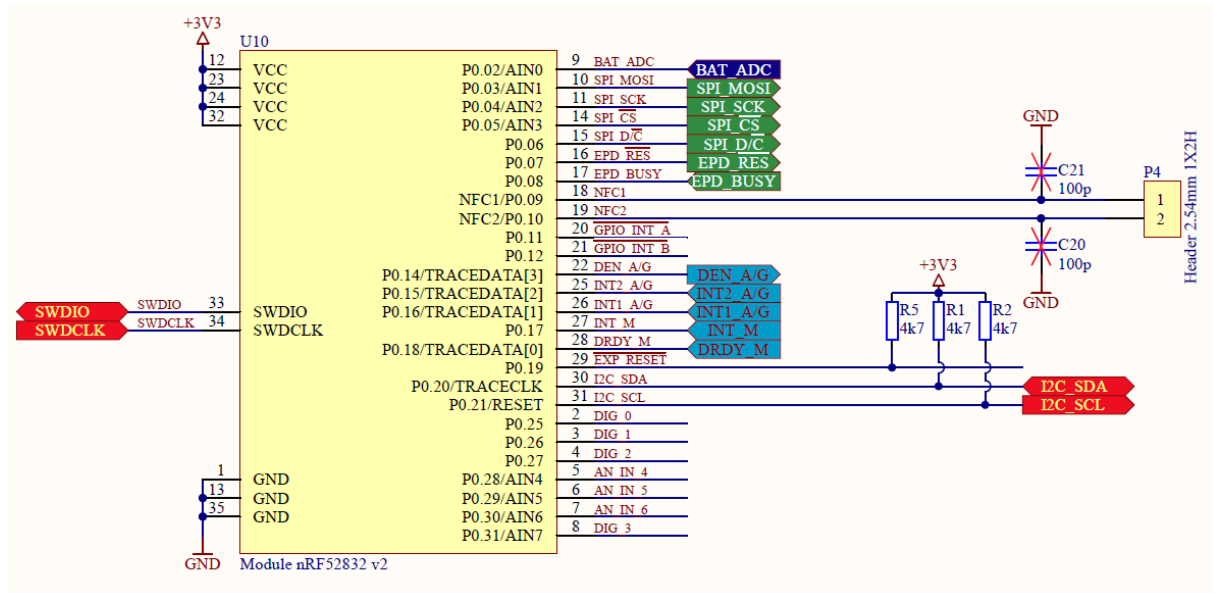 +3V3
U10
12 VCC
23 VCC
24 VCC
32 VCC
P0.02/AIN0 9 BAT_ADC BAT_ADC
P0.03/AIN1 10 SPI_MOSI SPI_MOSI
P0.04/AIN2 11 SPI_SCK SPI_SCK
P0.05/AIN3 14 SPI_CS SPI_CS
P0.06 15 SPI_D/C SPI_D/C
P0.07 16 EPD_RES EPD_RES
P0.08 17 EPD_BUSY EPD_BUSY
NFC1/P0.09 18 NFC1
NFC2/P0.10 19 NFC2
P0.11 20 GPIO_INT_A
P0.12 21 GPIO_INT_B
P0.14/TRACEDATA[3] 22 DEN_A/G DEN_A/G
P0.15/TRACEDATA[2] 25 INT2_A/G INT2_A/G
P0.16/TRACEDATA[1] 26 INT1_A/G INT1_A/G
P0.17 27 INT_M INT_M
P0.18/TRACEDATA[0] 28 DRDY_M DRDY_M
P0.19 29 EXP_RESET
P0.20/TRACECLK 30 I2C_SDA I2C_SDA
P0.21/RESET 31 I2C_SCL I2C_SCL
P0.25 2 DIG_0
P0.26 3 DIG_1
P0.27 4 DIG_2
P0.28/AIN4 5 AN_IN_4
P0.29/AIN5 6 AN_IN_5
P0.30/AIN6 7 AN_IN_6
P0.31/AIN7 8 DIG_3
SWDIO SWDIO 33 SWDIO
SWDCLK SWDCLK 34 SWDCLK
1 GND
13 GND
35 GND
GND
Module nRF52832 v2
GND
C21
100p
P4
1
2
Header 2.54mm 1X2H
C20
100p
GND
+3V3
R5
4k7
R1
4k7
R2
4k7